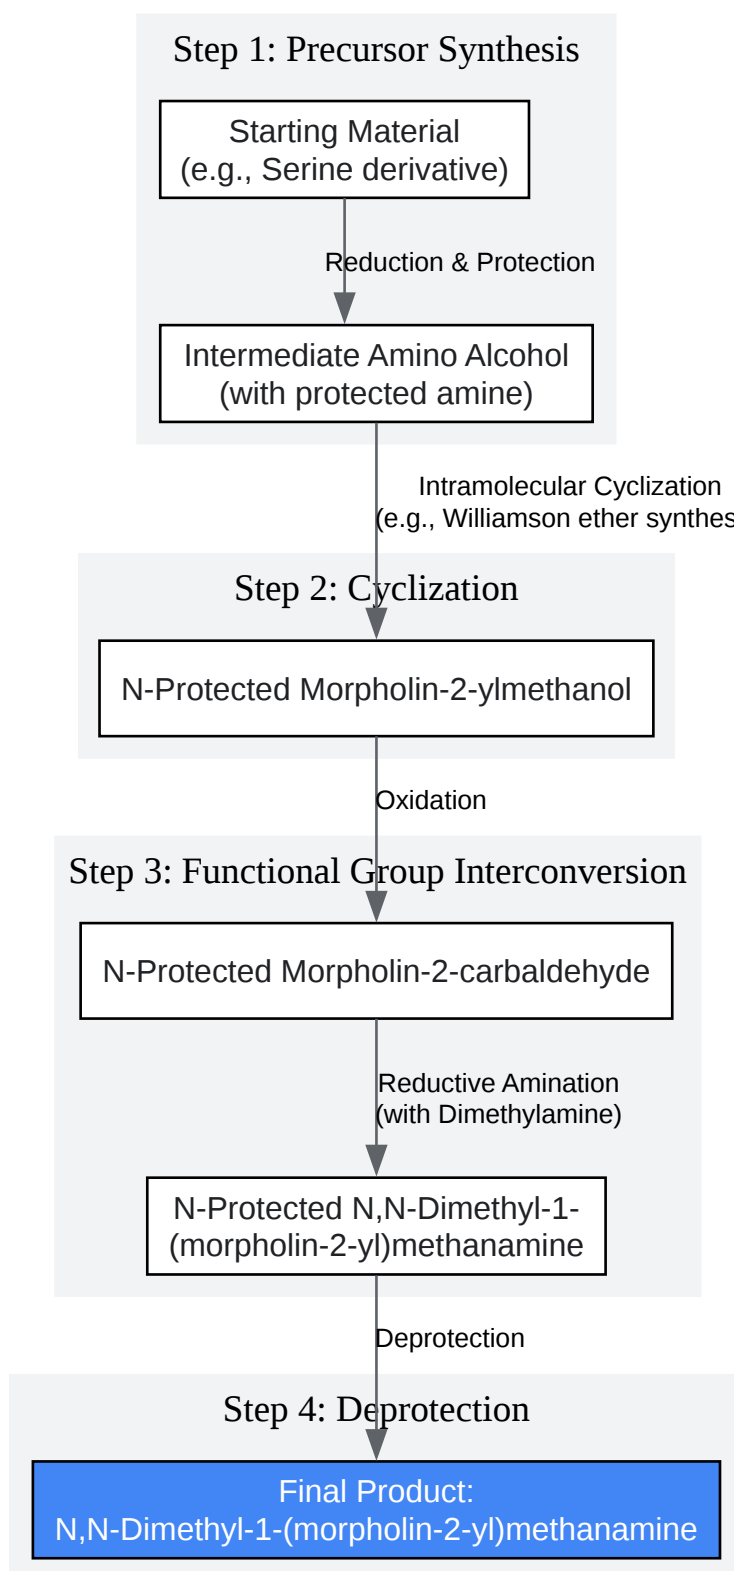 Step 1: Precursor Synthesis
Starting Material
(e.g., Serine derivative)
Reduction & Protection
Intermediate Amino Alcohol
(with protected amine)
Intramolecular Cyclization
(e.g., Williamson ether synthes
Step 2: Cyclization
N-Protected Morpholin-2-ylmethanol
Oxidation
Step 3: Functional Group Interconversion
N-Protected Morpholin-2-carbaldehyde
Reductive Amination
(with Dimethylamine)
N-Protected N,N-Dimethyl-1-
(morpholin-2-yl)methanamine
Deprotection
Step 4: Deprotection
Final Product:
N,N-Dimethyl-1-(morpholin-2-yl)methanamine